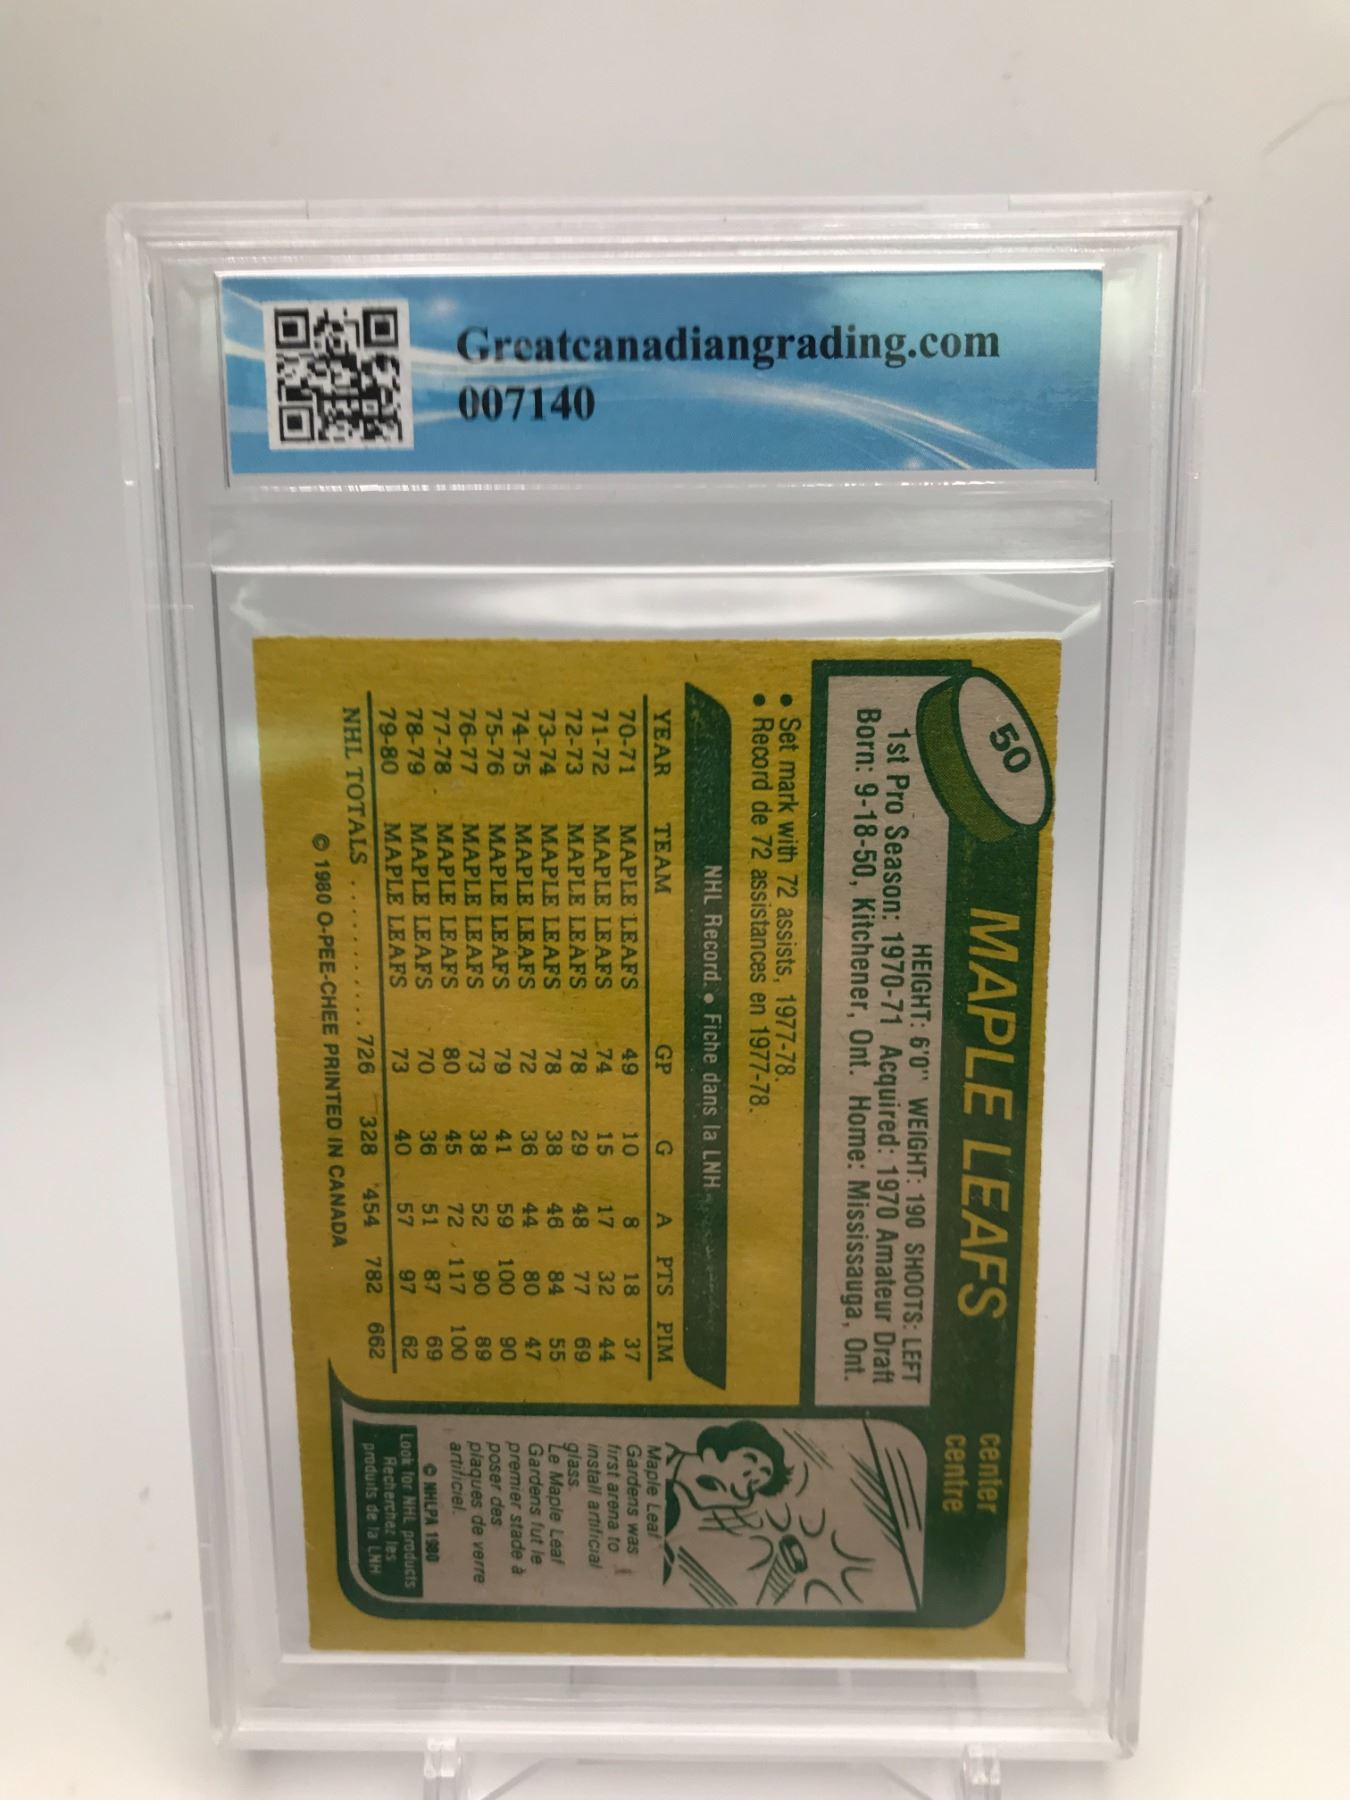 Greatcanadiangrading.com
007140
50
MAPLE LEAFS
center
centre
HEIGHT: 6'0" WEIGHT: 190 SHOOTS: LEFT
1st Pro Season: 1970-71 Acquired: 1970 Amateur Draft
Born: 9-18-50, Kitchener, Ont. Home: Mississauga, Ont.
• Set mark with 72 assists, 1977-78.
• Record de 72 assistances en 1977-78.
NHL Record. • Fiche dans la LNH
YEAR TEAM GP G A PTS PIM
70-71 MAPLE LEAFS 49 10 8 18 37
71-72 MAPLE LEAFS 74 15 17 32 44
72-73 MAPLE LEAFS 78 29 48 77 69
73-74 MAPLE LEAFS 78 38 46 84 55
74-75 MAPLE LEAFS 72 36 44 80 47
75-76 MAPLE LEAFS 79 41 59 100 90
76-77 MAPLE LEAFS 73 38 52 90 89
77-78 MAPLE LEAFS 80 45 72 117 100
78-79 MAPLE LEAFS 70 36 51 87 69
79-80 MAPLE LEAFS 73 40 57 97 62
NHL TOTALS .......... 726 328 454 782 662
© 1980 O-PEE-CHEE PRINTED IN CANADA
Maple Leaf
Gardens was
first arena to
install artificial
glass.
Le Maple Leaf
Gardens fut le
premier stade à
poser des
plaques de verre
artificiel.
© NHLPA 1980
Look for NHL products
Recherchez les
produits de la LNH